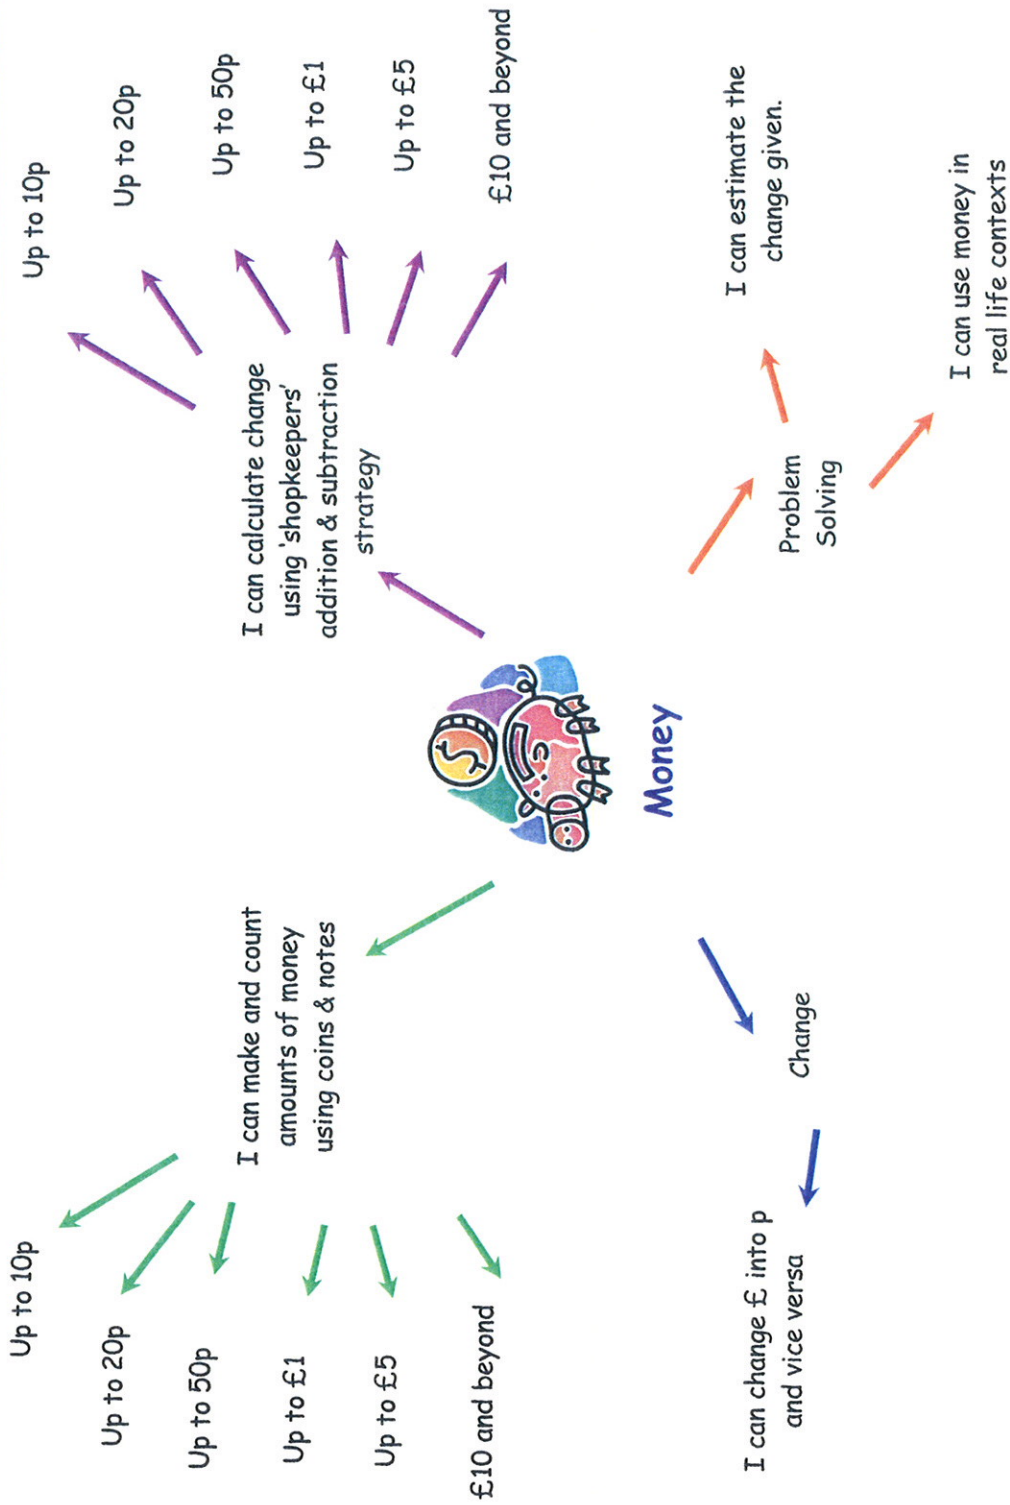 Up to 10p
Up to 20p
Up to 50p
Up to £1
Up to £5
£10 and beyond
I can make and count
amounts of money
using coins & notes
Up to 10p
Up to 20p
Up to 50p
Up to £1
Up to £5
£10 and beyond
I can calculate change
using 'shopkeepers'
addition & subtraction
strategy
Money
Change
I can change £ into p
and vice versa
Problem
Solving
I can estimate the
change given.
I can use money in
real life contexts